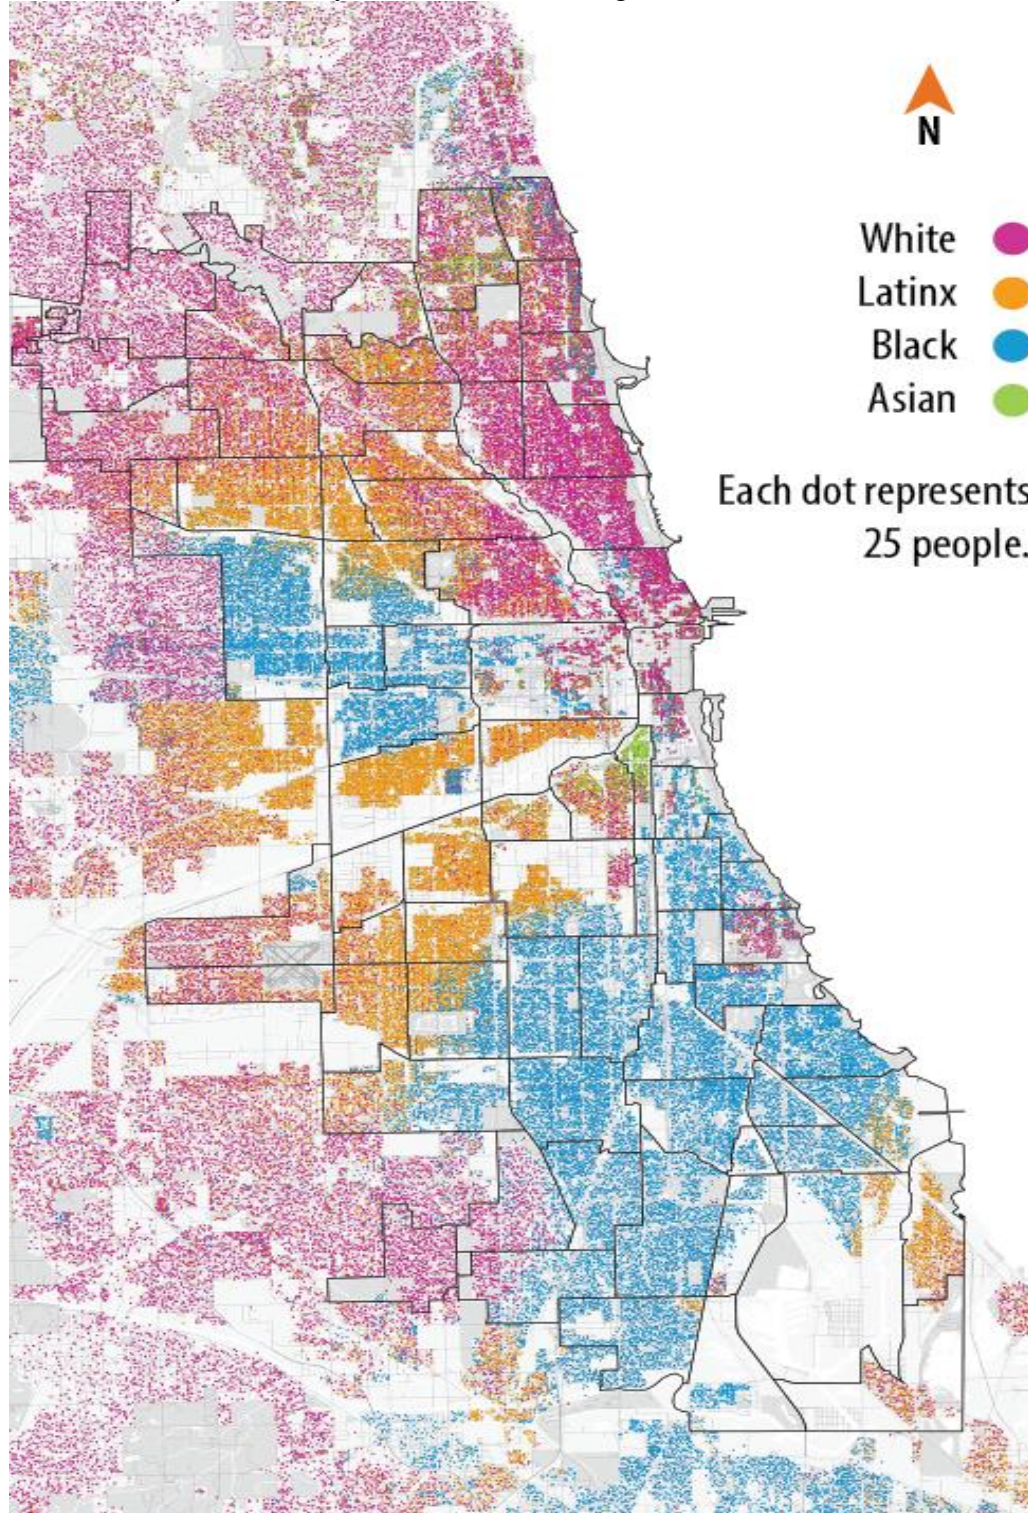 N
White
Latinx
Black
Asian
Each dot represents
25 people.